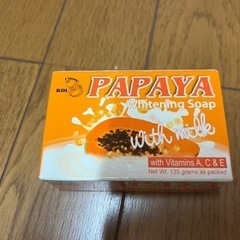 RDL
PAPAYA
Whitening Soap
with milk
with Vitamins A, C & E
Net Wt. 135 grams as packed